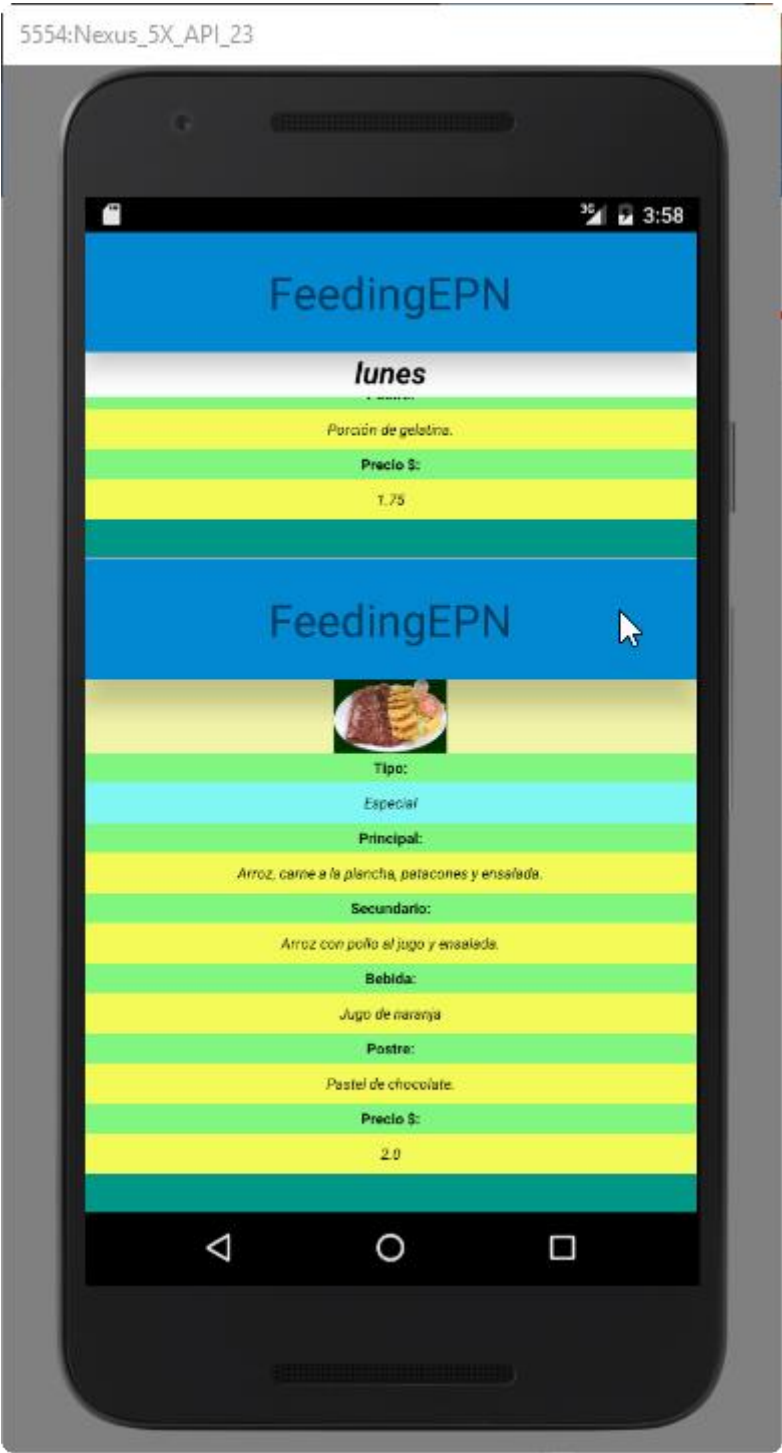 5554:Nexus_5X_API_23
3G 3:58
FeedingEPN
lunes
Porción de gelatina.
Precio $:
1.75
FeedingEPN
Tipo:
Especial
Principal:
Arroz, carne a la plancha, patacones y ensalada.
Secundario:
Arroz con pollo al jugo y ensalada.
Bebida:
Jugo de naranja
Postre:
Pastel de chocolate.
Precio $:
2.0